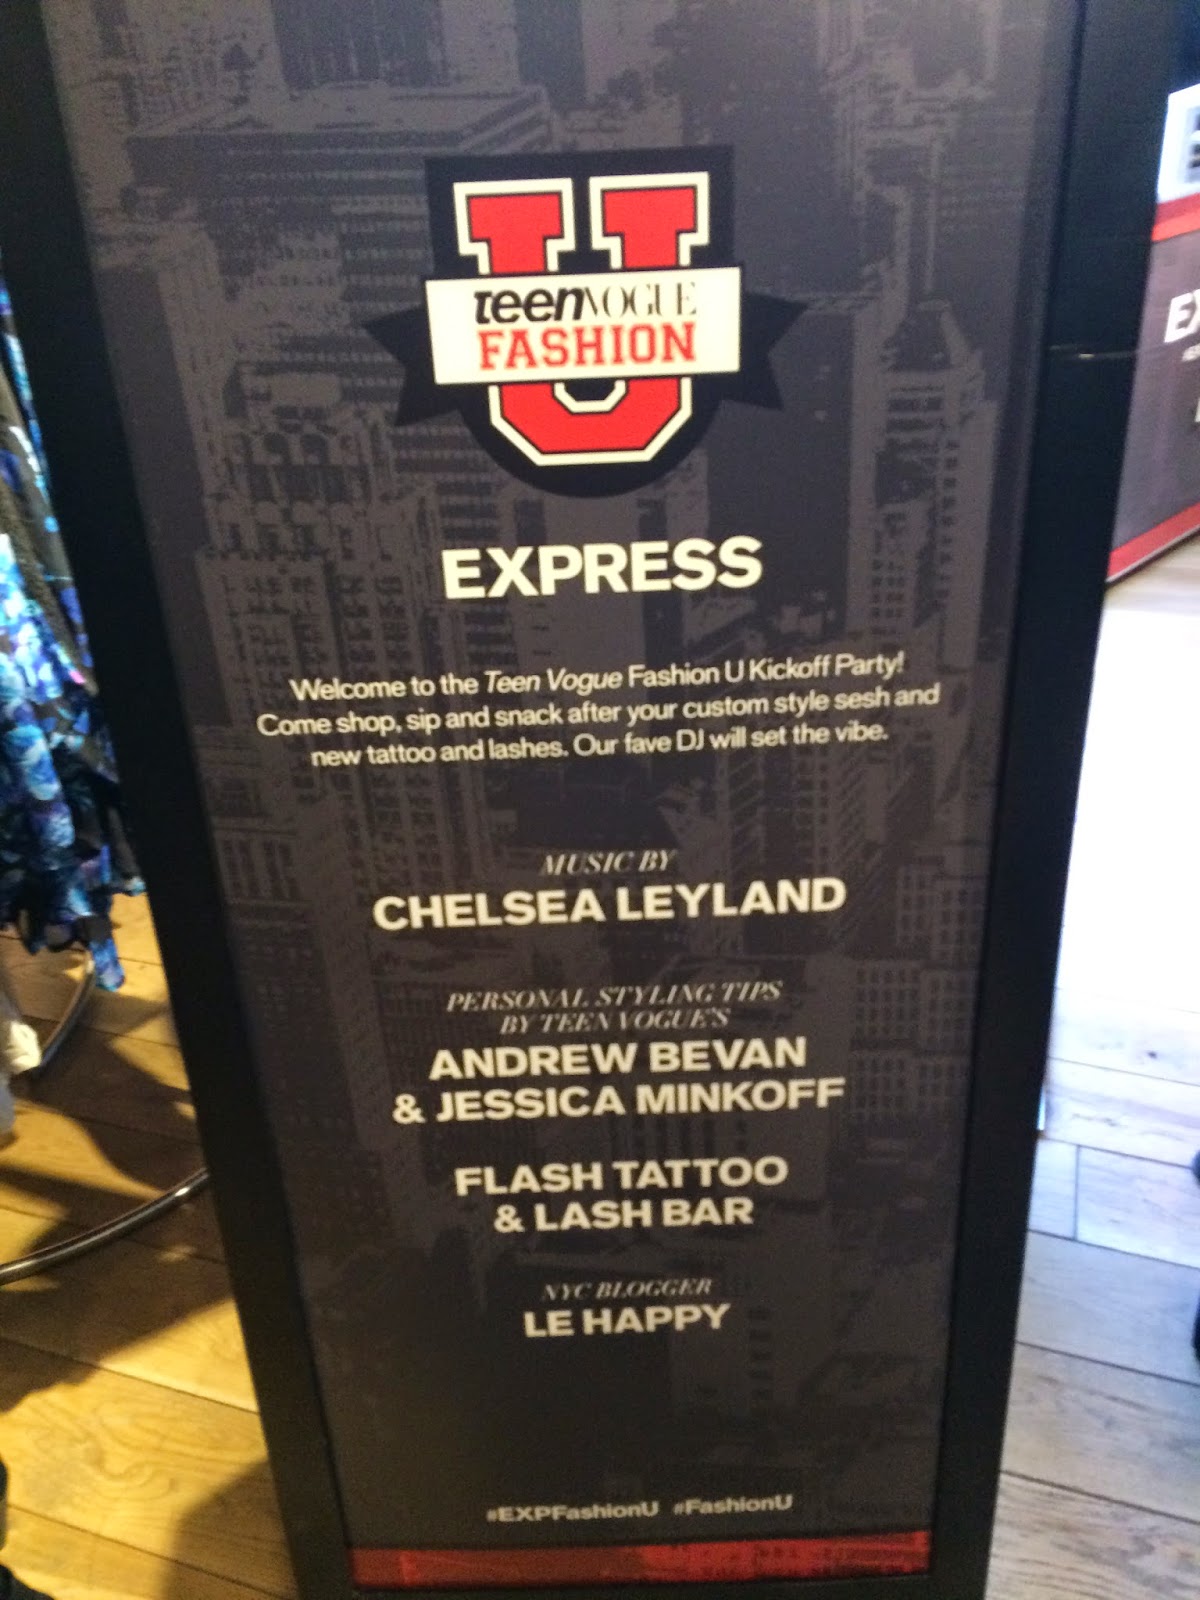 teenVOGUE
FASHION
U
EXPRESS
Welcome to the Teen Vogue Fashion U Kickoff Party!
Come shop, sip and snack after your custom style sesh and
new tattoo and lashes. Our fave DJ will set the vibe.
MUSIC BY
CHELSEA LEYLAND
PERSONAL STYLING TIPS
BY TEEN VOGUE'S
ANDREW BEVAN
& JESSICA MINKOFF
FLASH TATTOO
& LASH BAR
NYC BLOGGER
LE HAPPY
#EXPFashionU #FashionU
EX